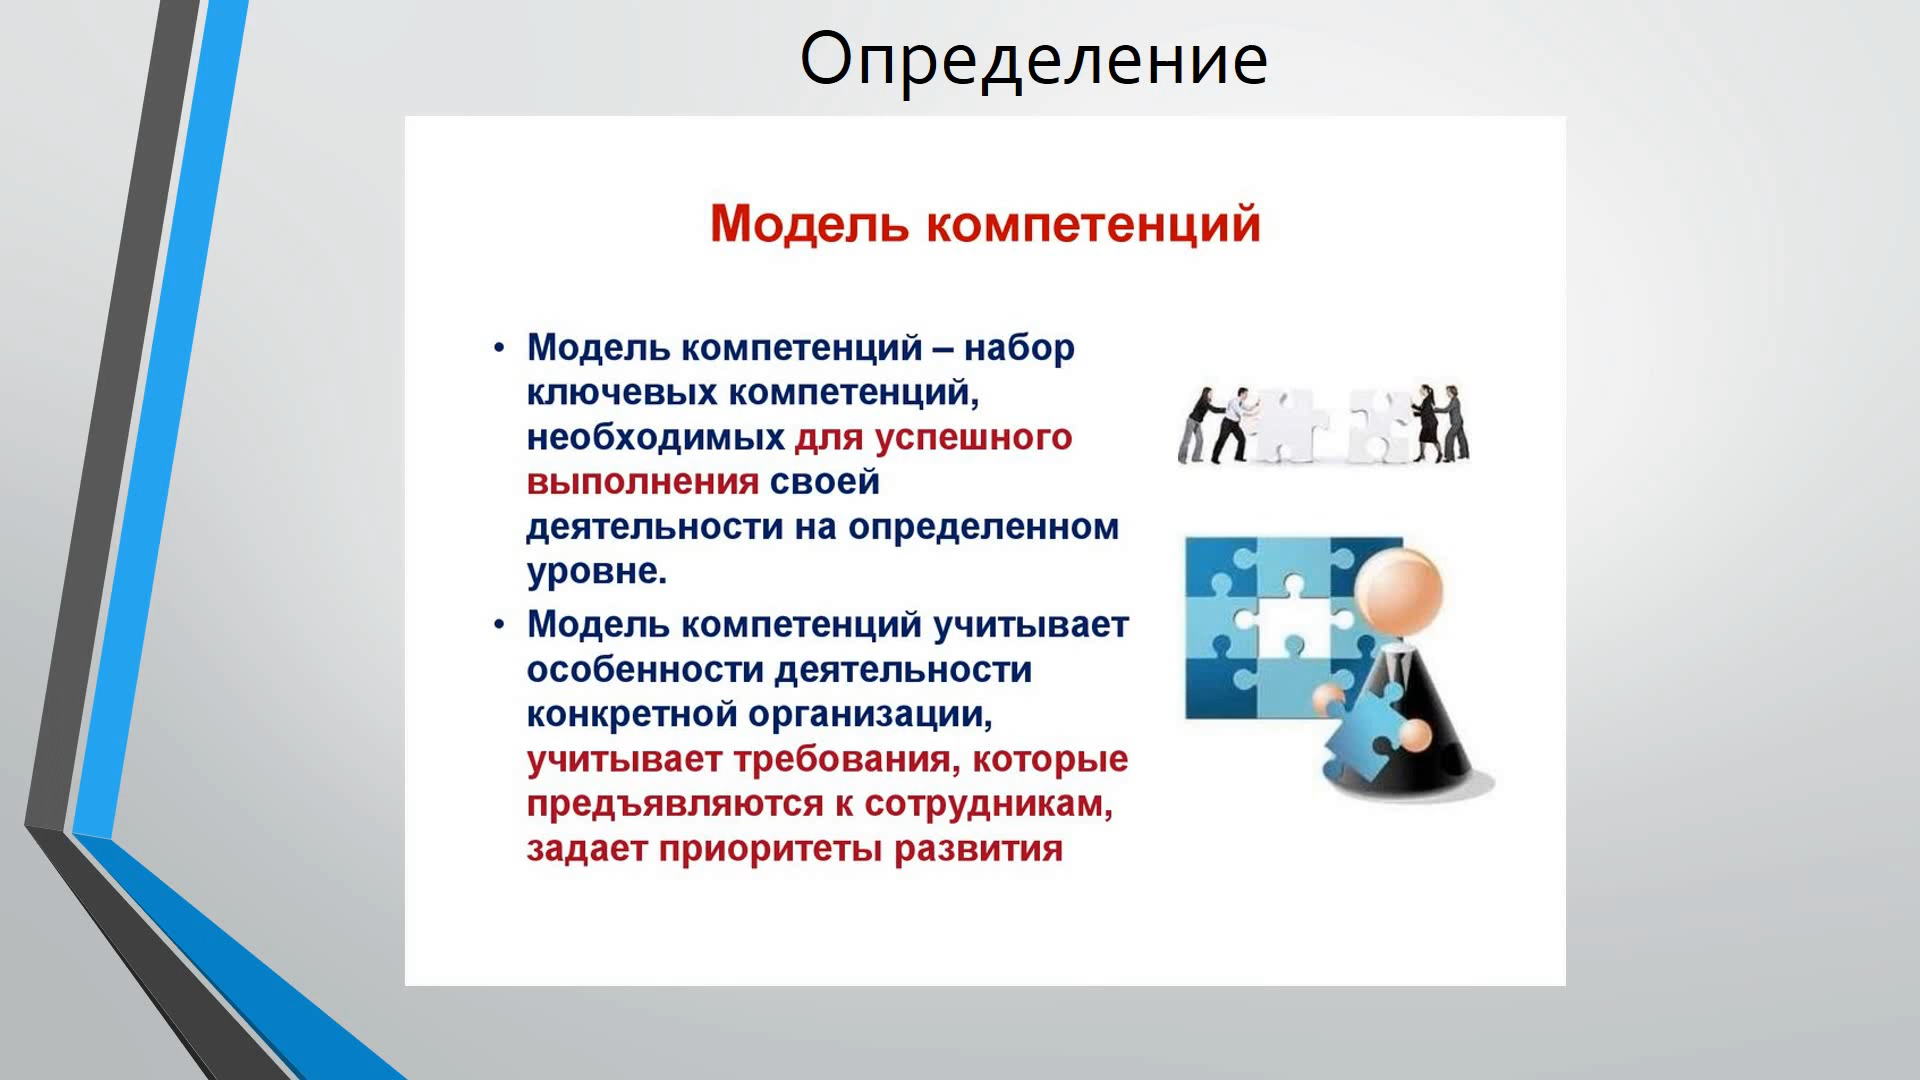 Определение
Модель компетенций
• Модель компетенций – набор
ключевых компетенций,
необходимых для успешного
выполнения своей
деятельности на определенном
уровне.
• Модель компетенций учитывает
особенности деятельности
конкретной организации,
учитывает требования, которые
предъявляются к сотрудникам,
задает приоритеты развития